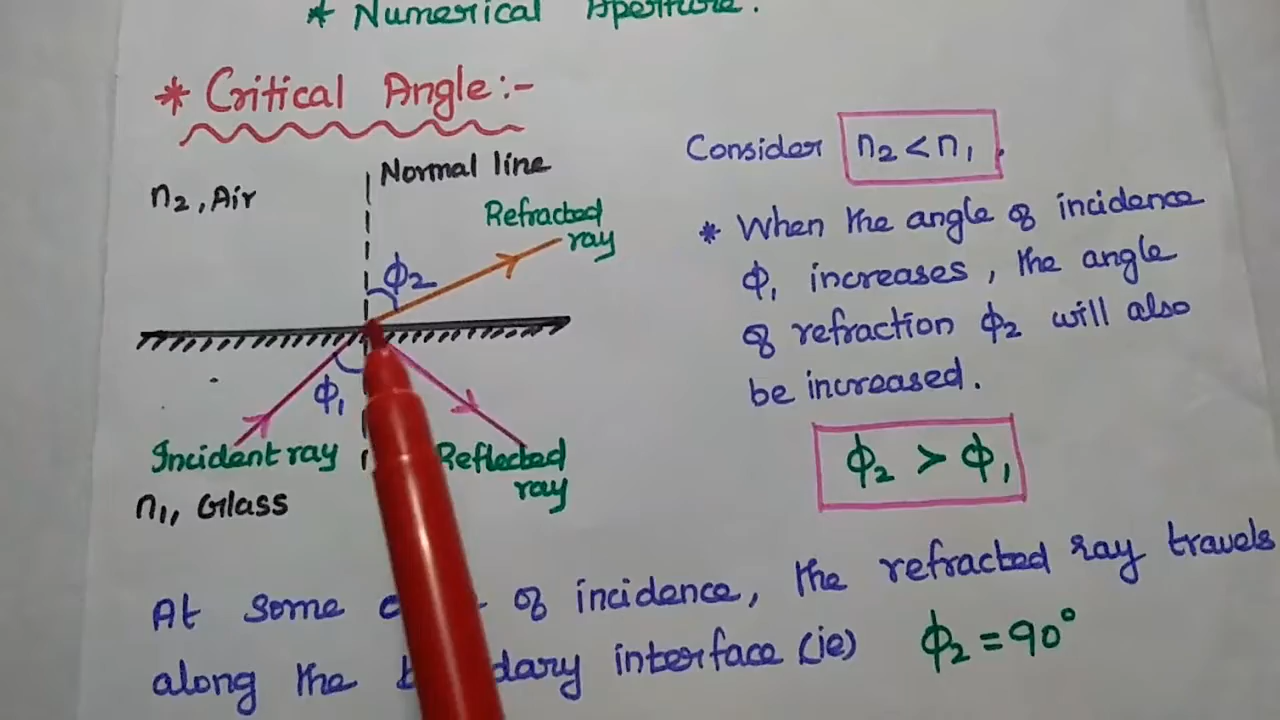 * Numerical Aperture.
* Critical Angle:-
n2, Air
Normal line
Refracted
ray
ϕ2
ϕ1
Incident ray
Reflected
ray
n1, Glass
Consider n2 < n1.
* When the angle of incidence
ϕ1 increases, the angle
of refraction ϕ2 will also
be increased.
ϕ2 > ϕ1
At some of incidence, the refracted ray travels
along the interface (ie) ϕ2 = 90°